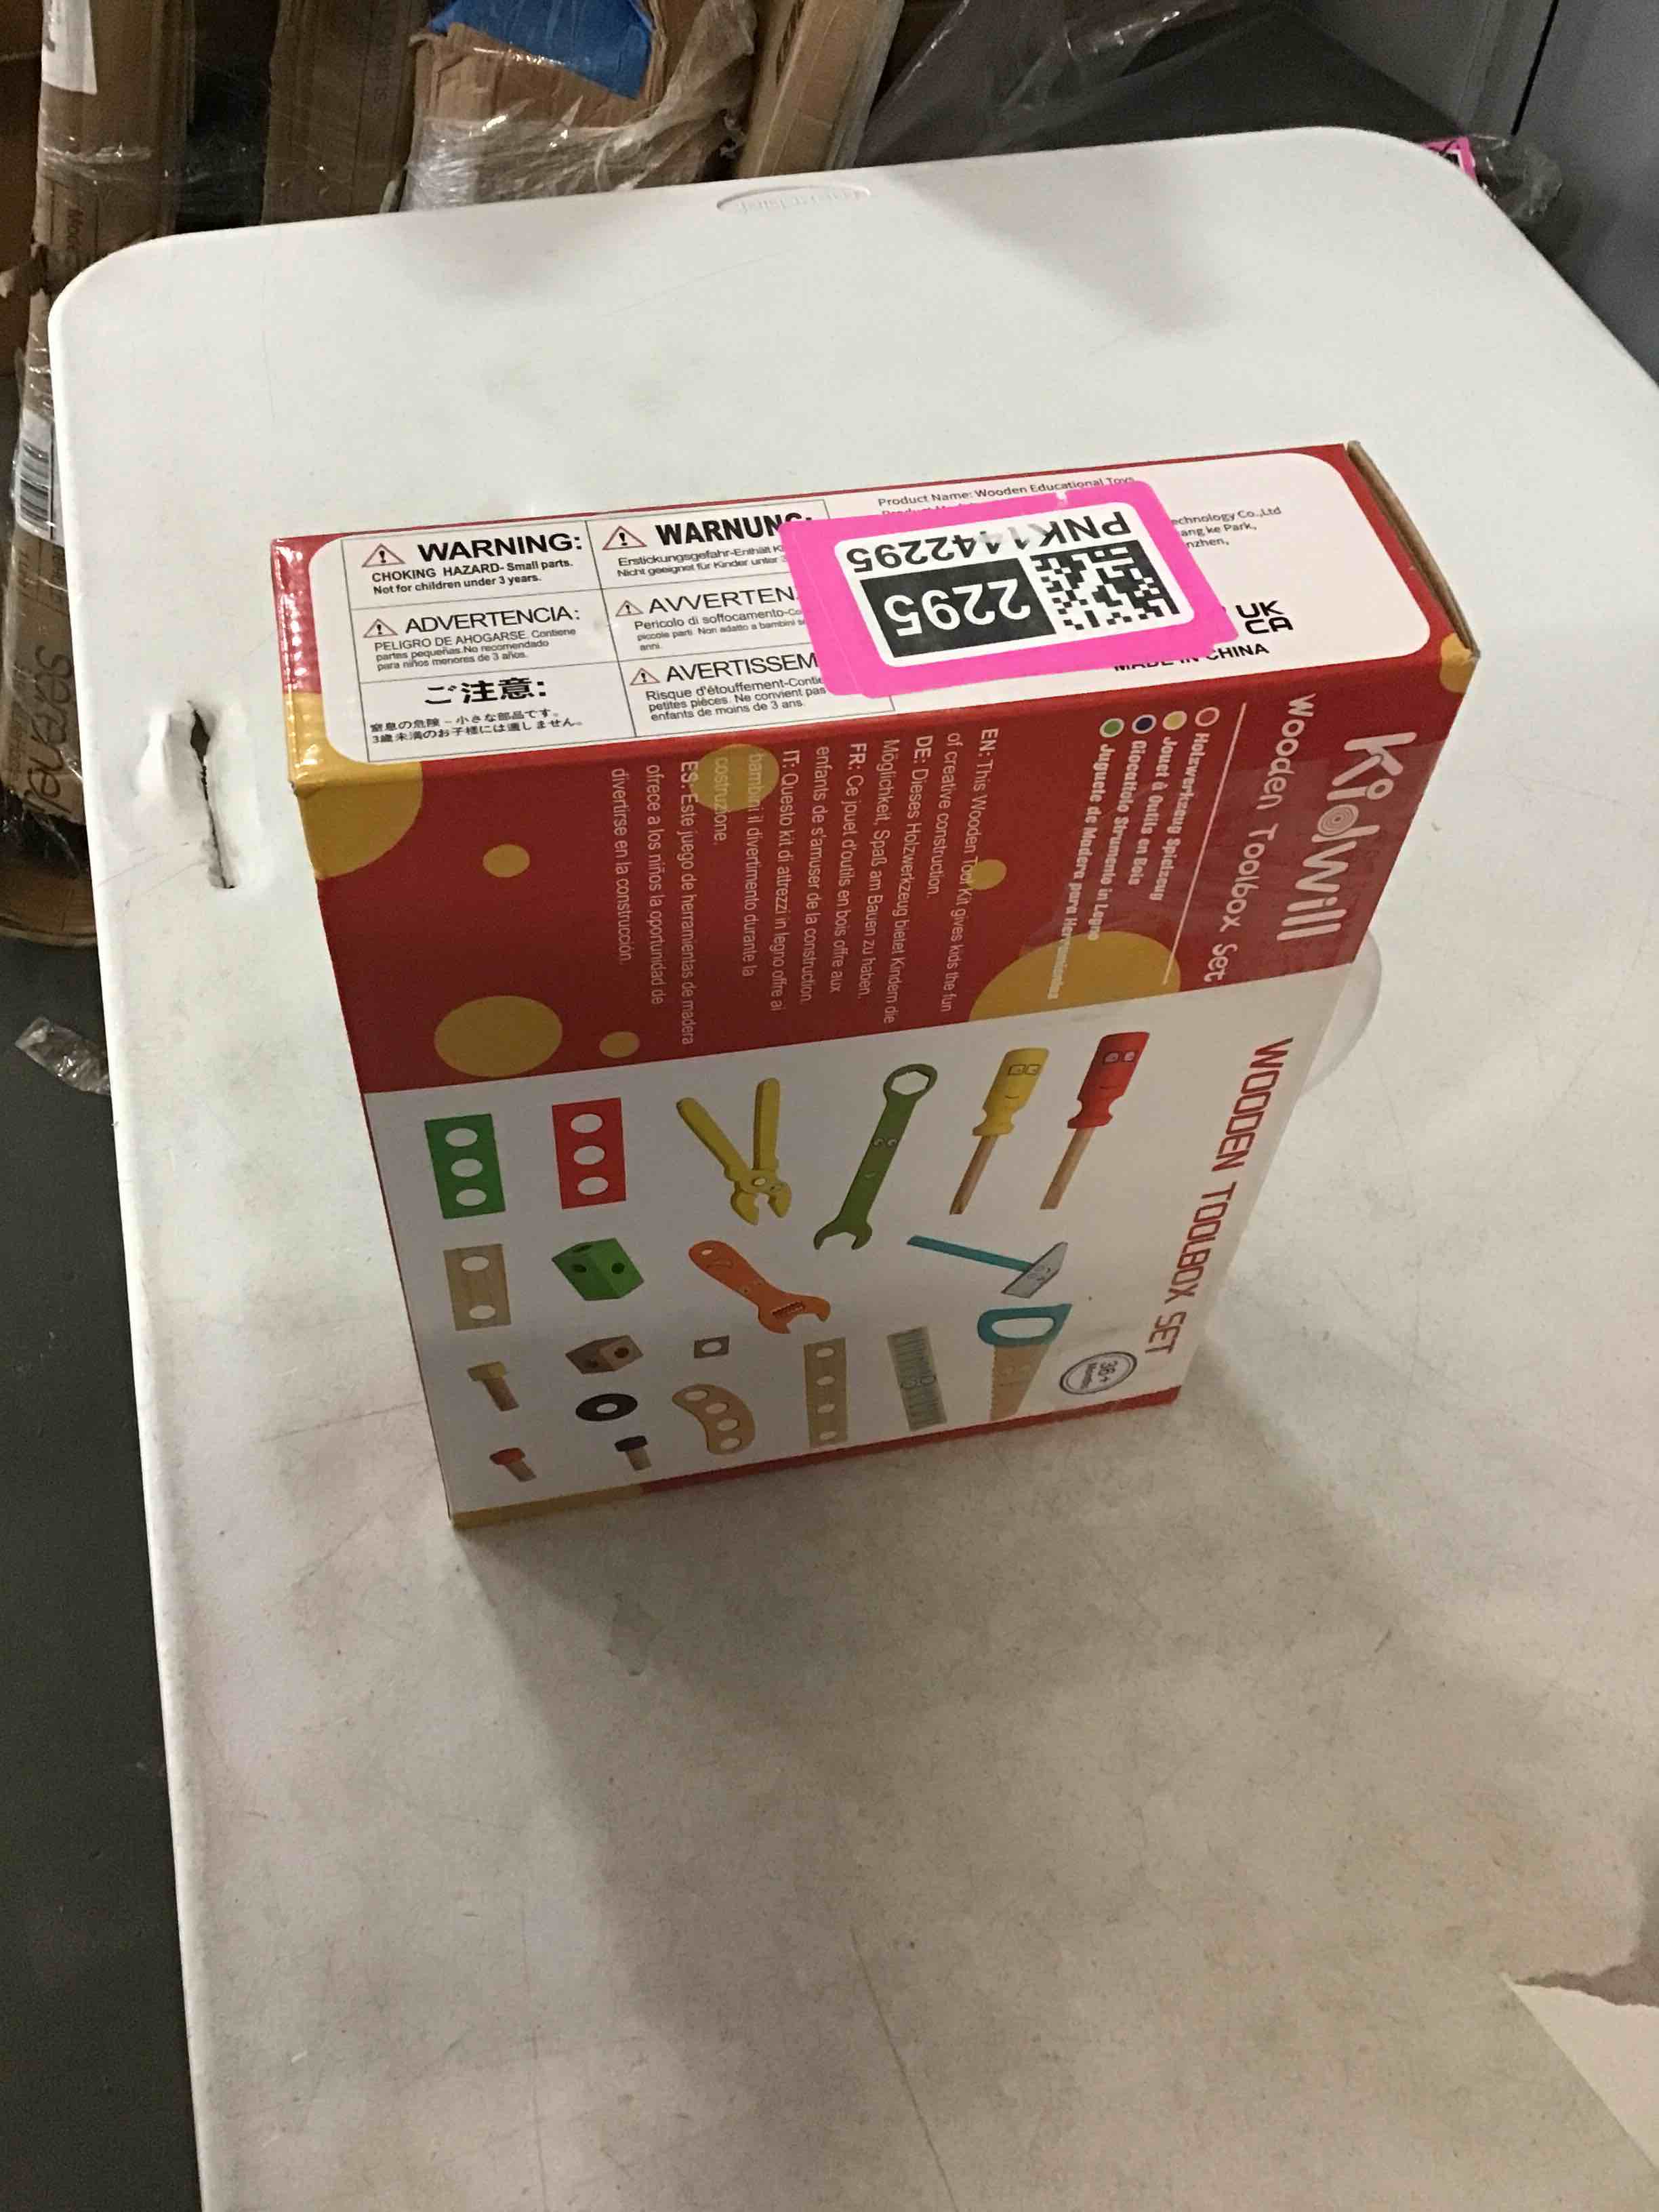 WARNING:
CHOKING HAZARD- Small parts.
Not for children under 3 years.
ADVERTENCIA:
PELIGRO DE AHOGARSE. Contiene
partes pequeñas.No recomendado
para niños menores de 3 años.
ご注意:
窒息の危険－小さな部品です。
3歳未満のお子様には適しません。
WARNUNG:
Erstickungsgefahr-Enthält
Nicht geeignet für Kinder unter
AVVERTEN
Pericolo di soffocamento-Co
piccole parti. Non adatto a bambini
anni.
AVERTISSEM
Risque d'étouffement-Contie
petites pièces. Ne convient pas
enfants de moins de 3 ans.
Product Name: Wooden Educational Toys
echnology Co.,Ltd
ang ke Park,
nzhen,
UK
CA
MADE IN CHINA
PNK1442295
2295
Kidwill
Wooden Toolbox Set
Holzwerkzeug Spielzeug
Jouet à Outils en Bois
Giocattolo Strumento in Legno
Juguete de Madera para Herramientas
EN: This Wooden Tool Kit gives kids the fun
of creative construction.
DE: Dieses Holzwerkzeug bietet Kindern die
Möglichkeit, Spaß am Bauen zu haben.
FR: Ce jouet d'outils en bois offre aux
enfants de s'amuser de la construction.
IT: Questo kit di attrezzi in legno offre ai
bambini il divertimento durante la
costruzione.
ES: Este juego de herramientas de madera
ofrece a los niños la oportunidad de
divertirse en la construcción.
WOODEN TOOLBOX SET
36+
Months